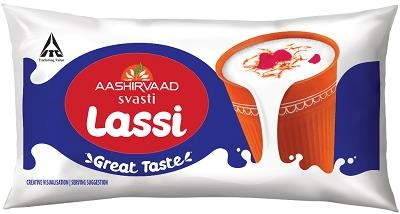 ITC
Enduring Value
AASHIRVAAD
svasti
Lassi
Great Taste
CREATIVE VISUALISATION | SERVING SUGGESTION